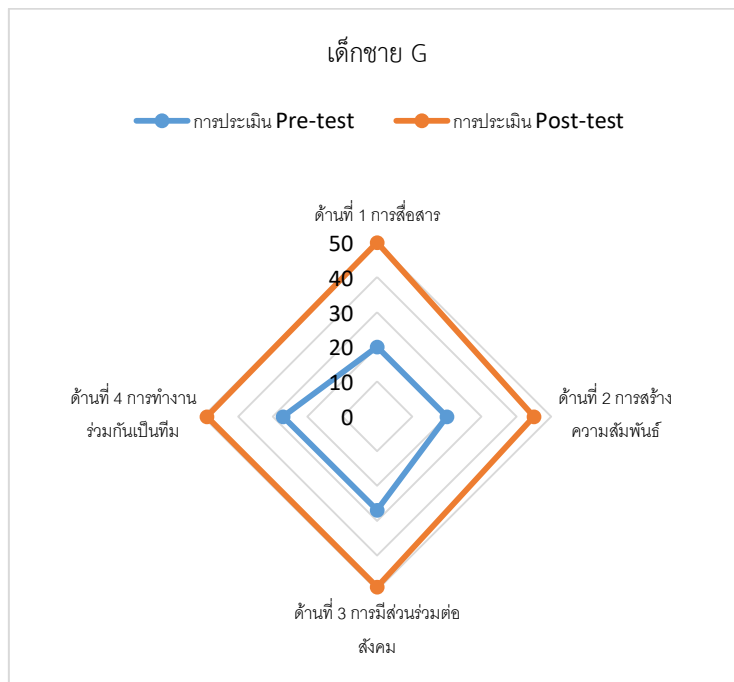 เด็กชาย G
การประเมิน Pre-test
การประเมิน Post-test
ด้านที่ 1 การสื่อสาร
50
40
30
20
10
0
ด้านที่ 4 การทำงาน
ร่วมกันเป็นทีม
ด้านที่ 2 การสร้าง
ความสัมพันธ์
ด้านที่ 3 การมีส่วนร่วมต่อ
สังคม